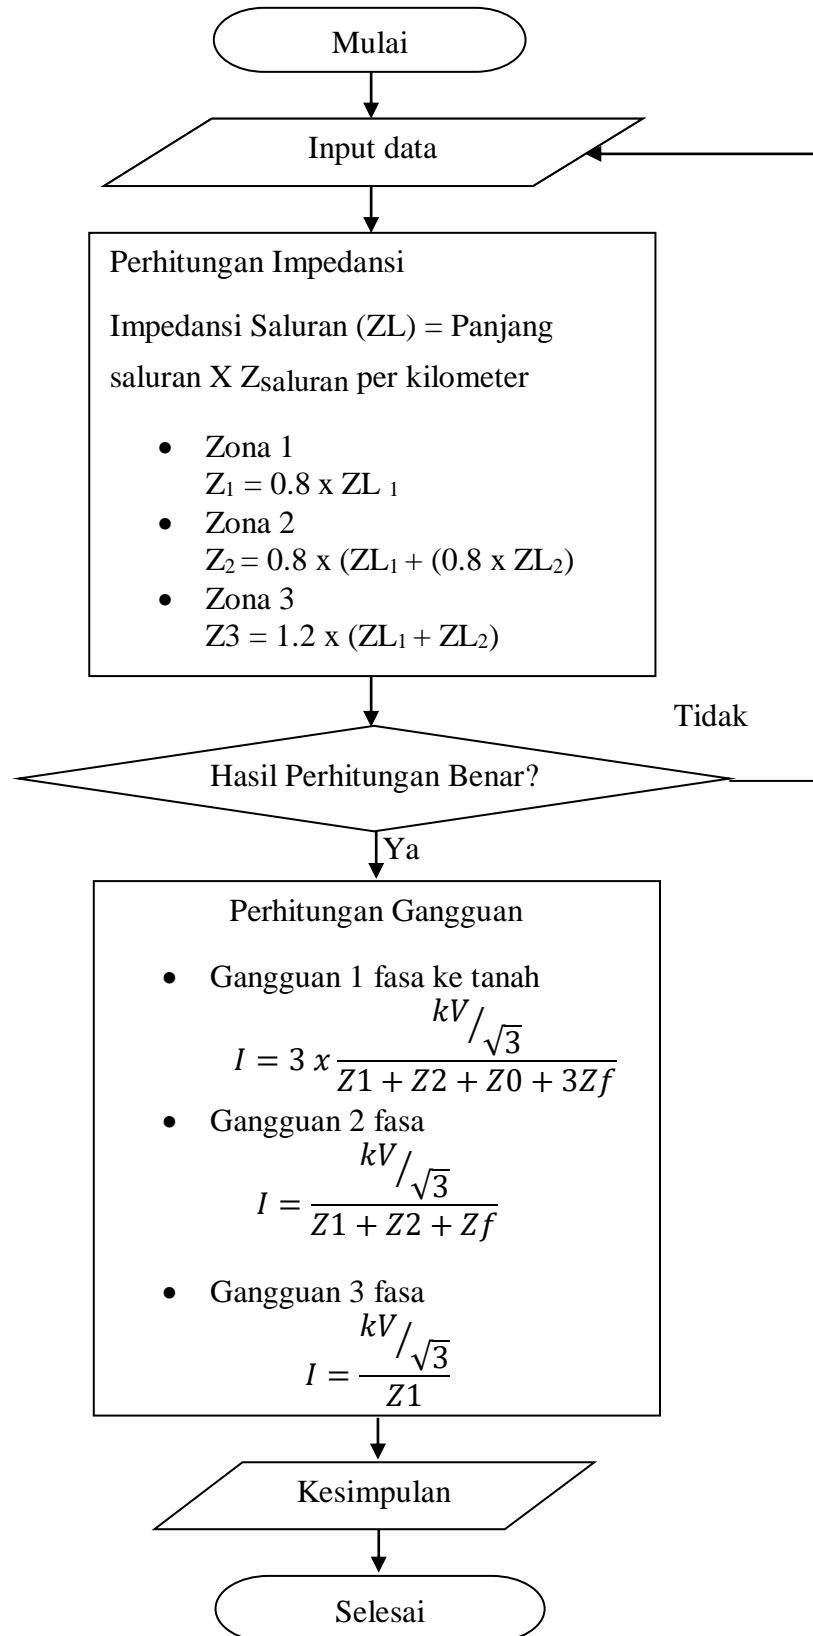 Mulai
Input data
Perhitungan Impedansi
Impedansi Saluran (ZL) = Panjang
saluran X Zsaluran per kilometer
• Zona 1
Z₁ = 0.8 x ZL ₁
• Zona 2
Z₂ = 0.8 x (ZL₁ + (0.8 x ZL₂)
• Zona 3
Z3 = 1.2 x (ZL₁ + ZL₂)
Tidak
Hasil Perhitungan Benar?
Ya
Perhitungan Gangguan
• Gangguan 1 fasa ke tanah
kV/√3
I = 3 x
Z1 + Z2 + Z0 + 3Zf
• Gangguan 2 fasa
kV/√3
I =
Z1 + Z2 + Zf
• Gangguan 3 fasa
kV/√3
I =
Z1
Kesimpulan
Selesai